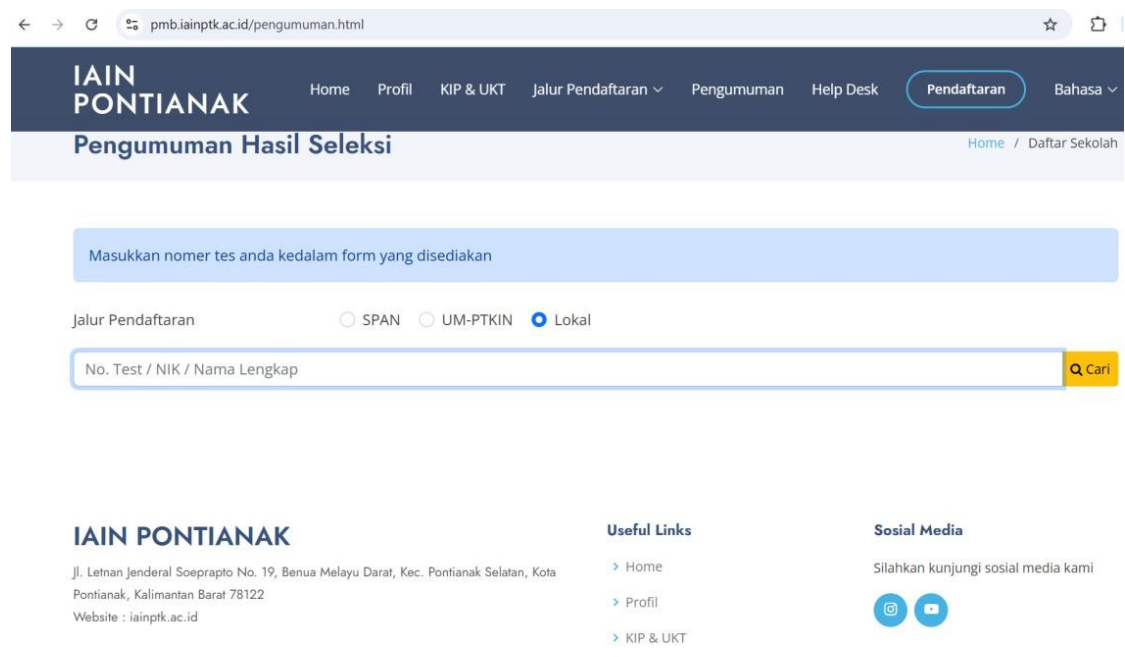 pmb.iainptk.ac.id/pengumuman.html
IAIN
PONTIANAK
Home Profil KIP & UKT Jalur Pendaftaran Pengumuman Help Desk Pendaftaran Bahasa
Pengumuman Hasil Seleksi
Home / Daftar Sekolah
Masukkan nomer tes anda kedalam form yang disediakan
Jalur Pendaftaran SPAN UM-PTKIN Lokal
No. Test / NIK / Nama Lengkap
Cari
IAIN PONTIANAK
Jl. Letnan Jenderal Soeprapto No. 19, Benua Melayu Darat, Kec. Pontianak Selatan, Kota
Pontianak, Kalimantan Barat 78122
Website : iainptk.ac.id
Useful Links
> Home
> Profil
> KIP & UKT
Sosial Media
Silahkan kunjungi sosial media kami